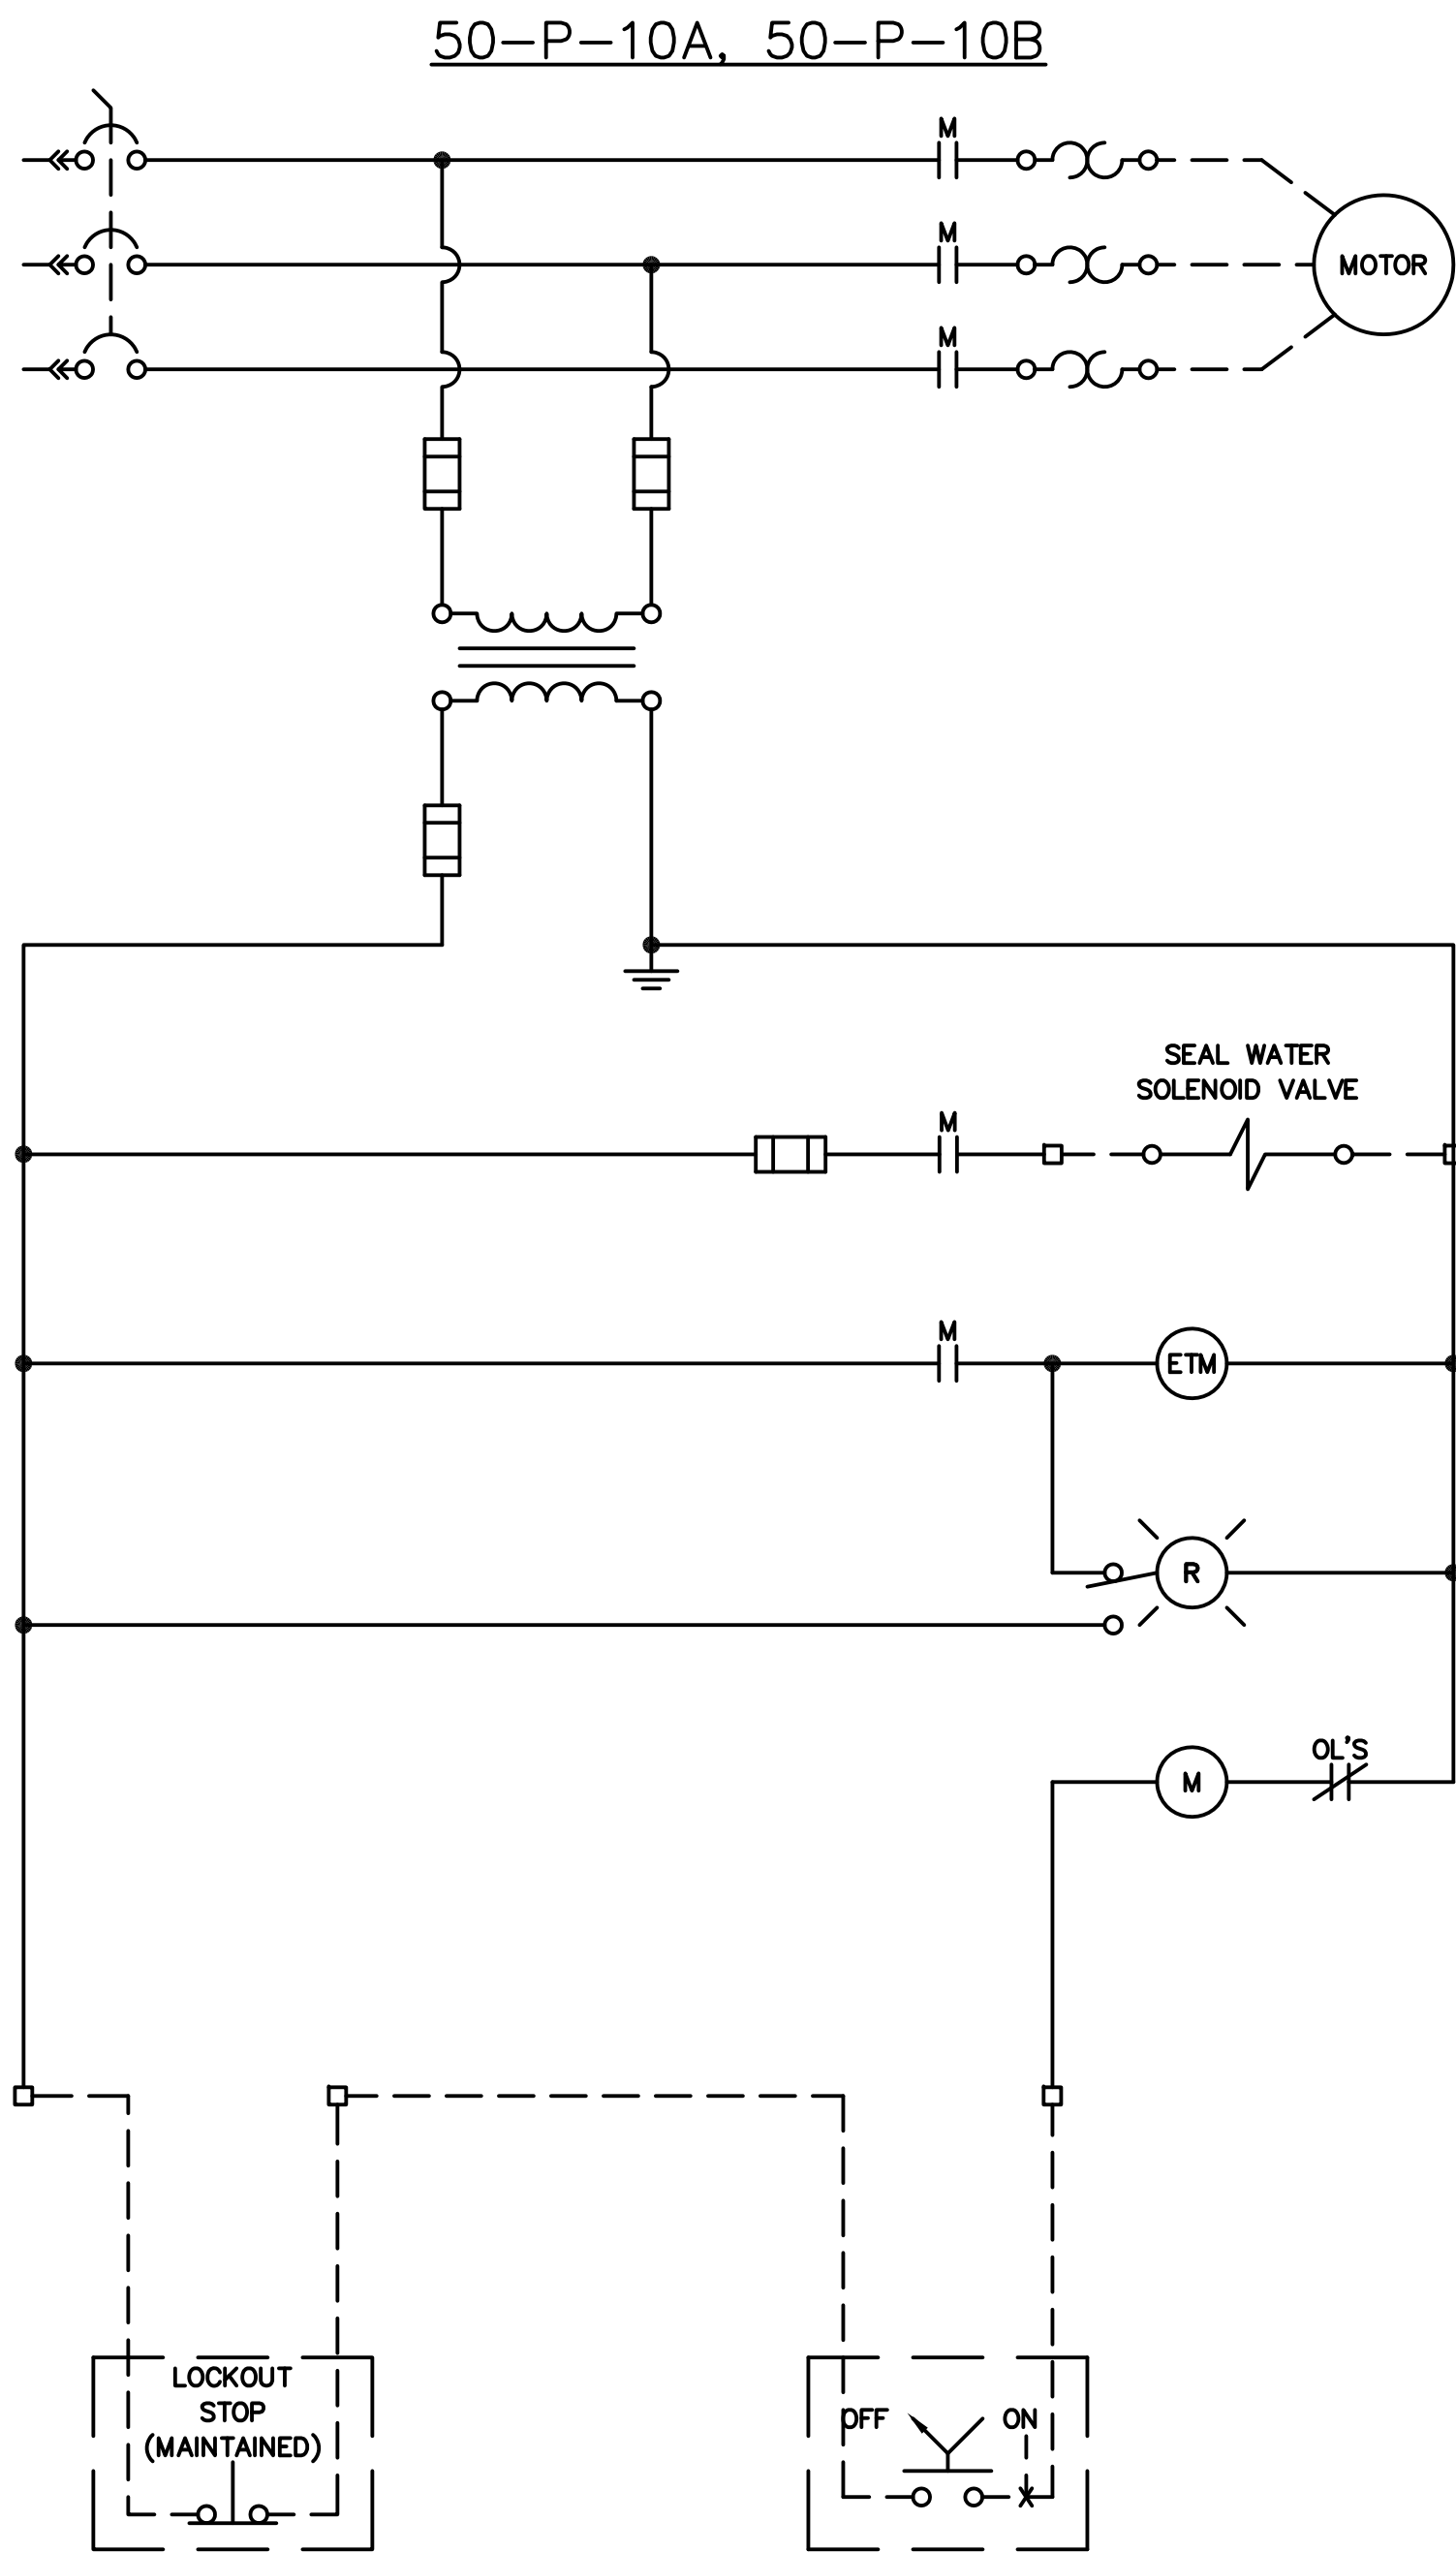 50-P-10A, 50-P-10B
M
M
MOTOR
M
SEAL WATER
SOLENOID VALVE
M
M
ETM
R
OL'S
M
LOCKOUT
STOP
(MAINTAINED)
OFF
ON
X